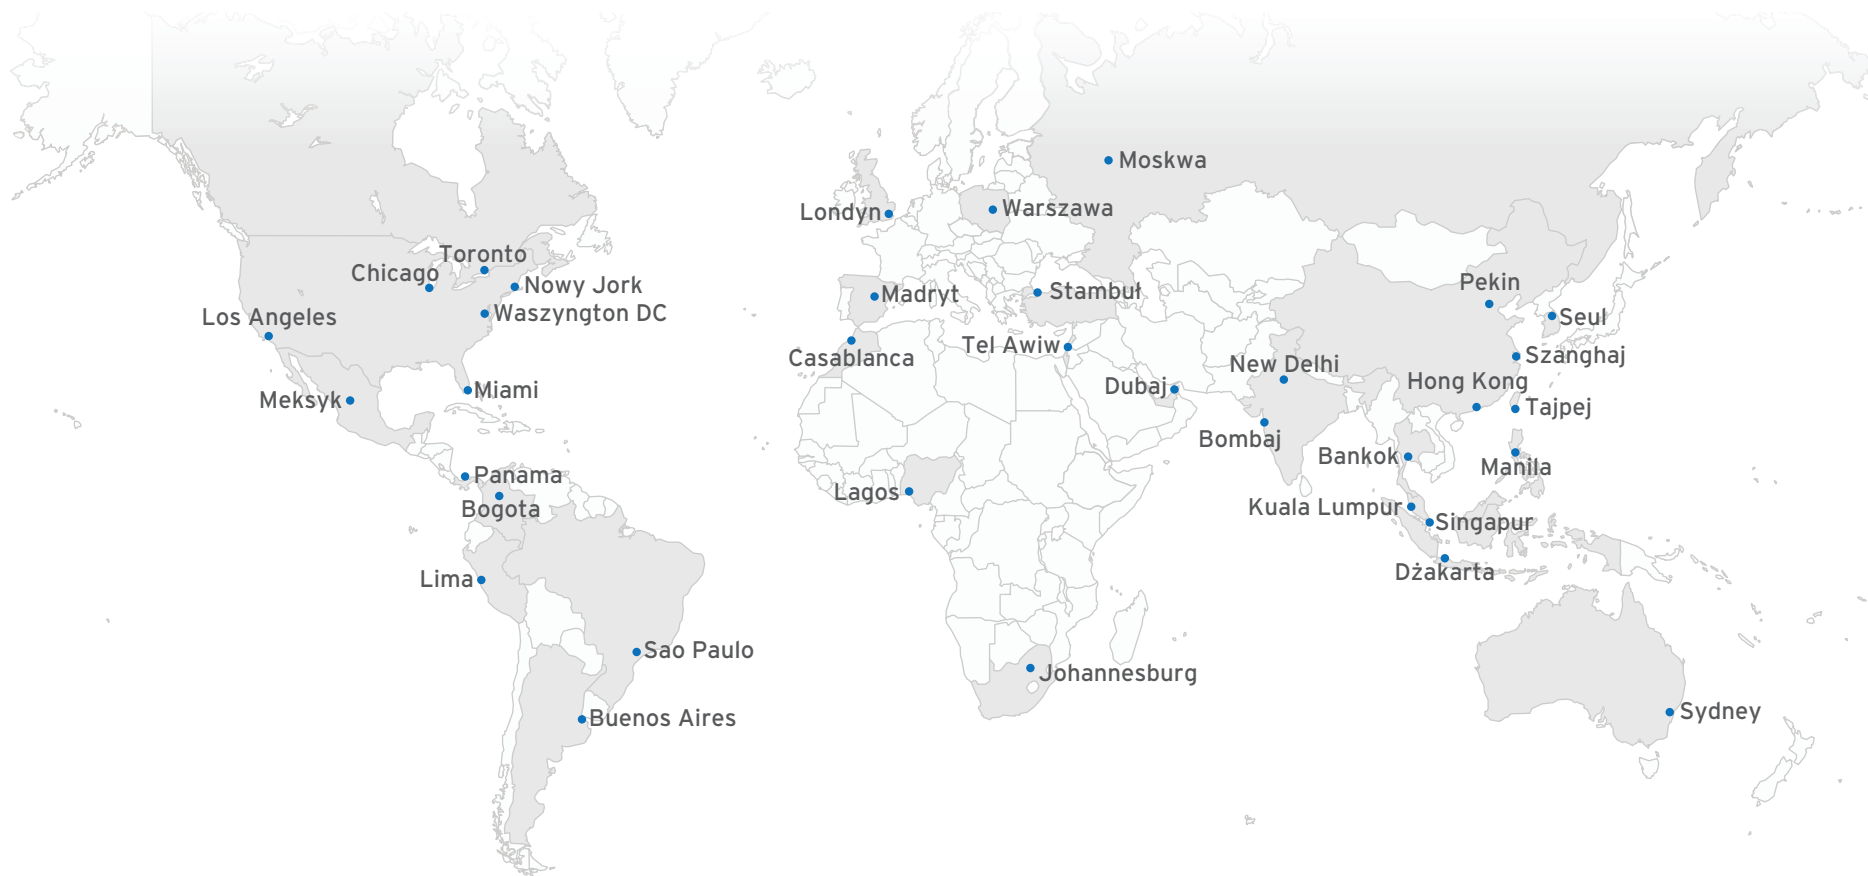 Moskwa
Londyn
Warszawa
Toronto
Chicago
Nowy Jork
Pekin
Madryt
Stambuł
Los Angeles
Waszyngton DC
Seul
Casablanca
Tel Awiw
New Delhi
Szanghaj
Meksyk
Miami
Dubaj
Hong Kong
Tajpej
Bombaj
Bankok
Manila
Panama
Lagos
Bogota
Kuala Lumpur
Singapur
Lima
Dżakarta
Sao Paulo
Johannesburg
Buenos Aires
Sydney